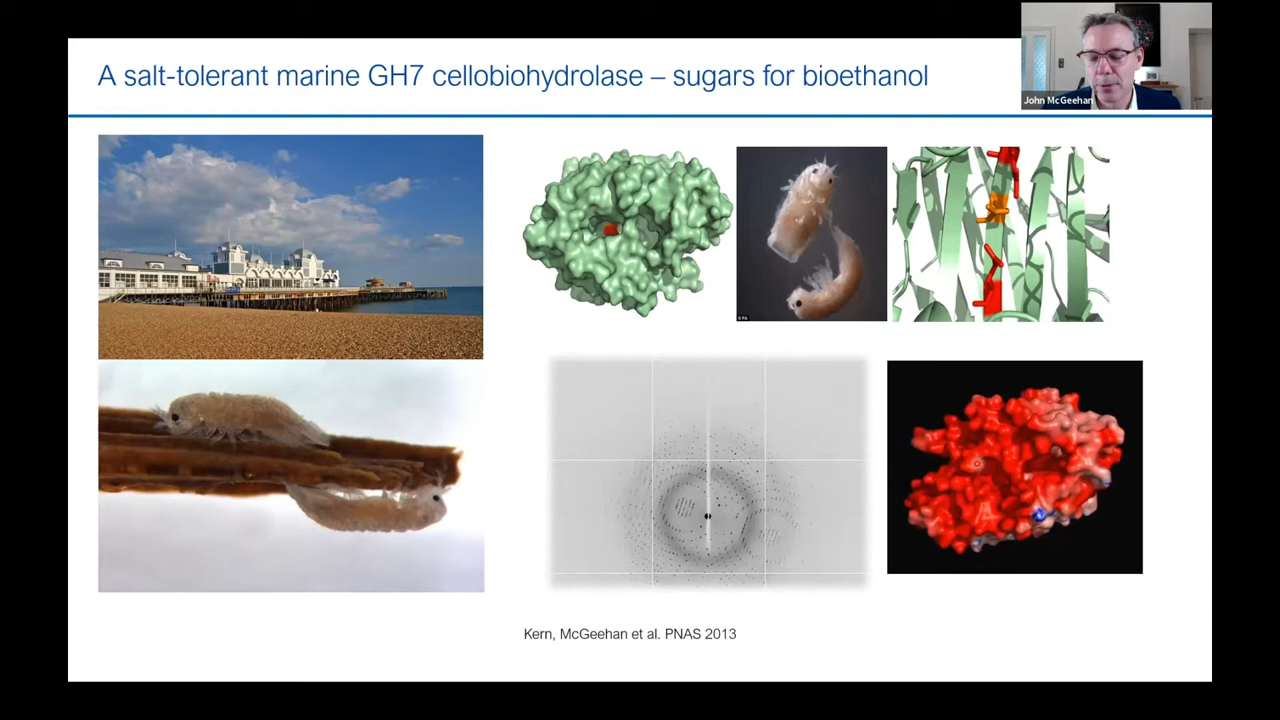 A salt-tolerant marine GH7 cellobiohydrolase – sugars for bioethanol
John McGeehan
Kern, McGeehan et al. PNAS 2013